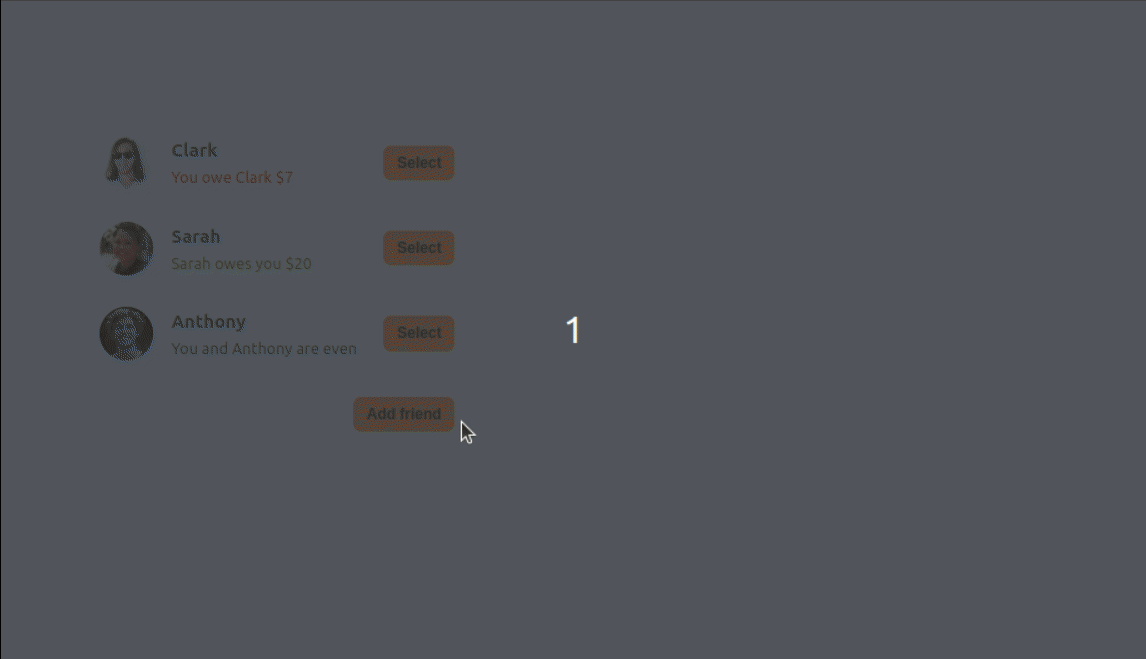 Clark
You owe Clark $7
Select
Sarah
Sarah owes you $20
Select
Anthony
You and Anthony are even
Select
1
Add friend